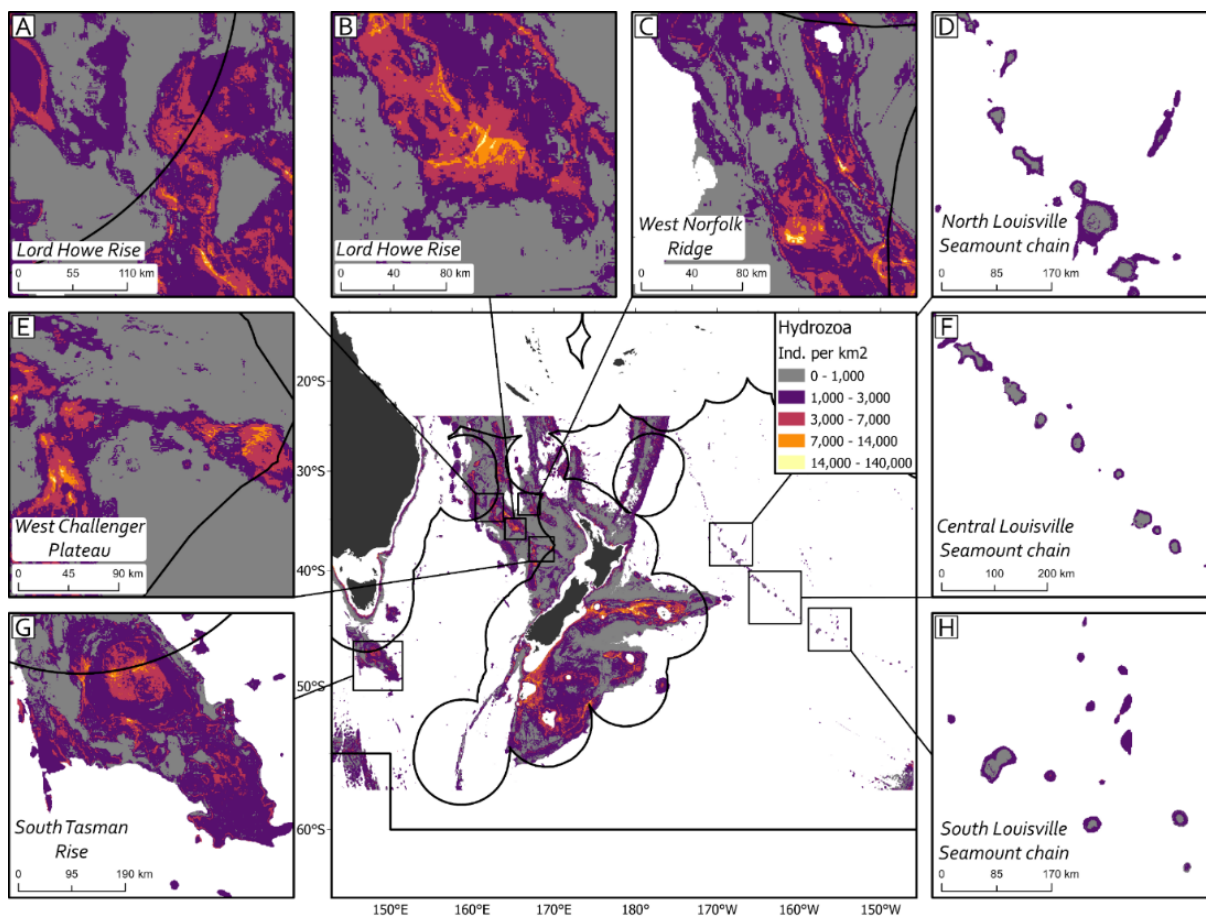 A
Lord Howe Rise
0 55 110 km
B
Lord Howe Rise
0 40 80 km
C
West Norfolk
Ridge
0 40 80 km
D
North Louisville
Seamount chain
0 85 170 km
E
West Challenger
Plateau
0 45 90 km
Hydrozoa
Ind. per km2
0 - 1,000
1,000 - 3,000
3,000 - 7,000
7,000 - 14,000
14,000 - 140,000
20°S
30°S
40°S
50°S
60°S
150°E 160°E 170°E 180° 170°W 160°W 150°W
F
Central Louisville
Seamount chain
0 100 200 km
G
South Tasman
Rise
0 95 190 km
H
South Louisville
Seamount chain
0 85 170 km